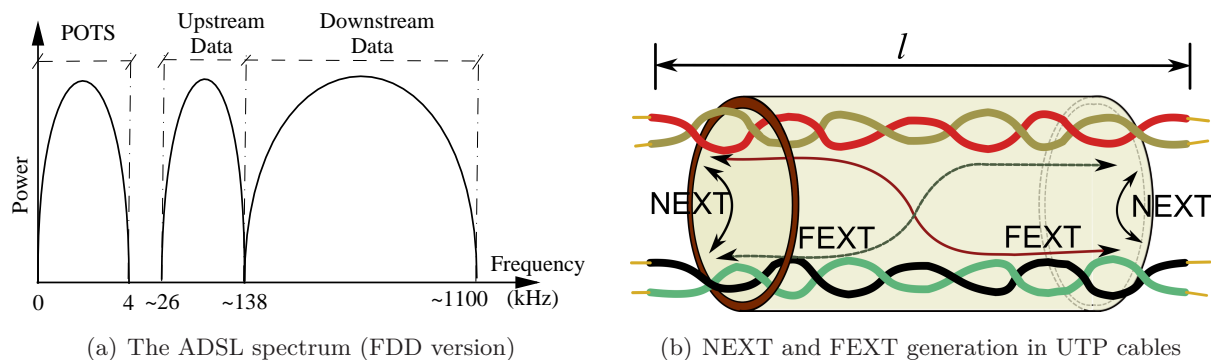 POTS
Upstream
Data
Downstream
Data
Power
Frequency
(kHz)
0
4
~26
~138
~1100
(a) The ADSL spectrum (FDD version)
l
NEXT
FEXT
FEXT
NEXT
(b) NEXT and FEXT generation in UTP cables